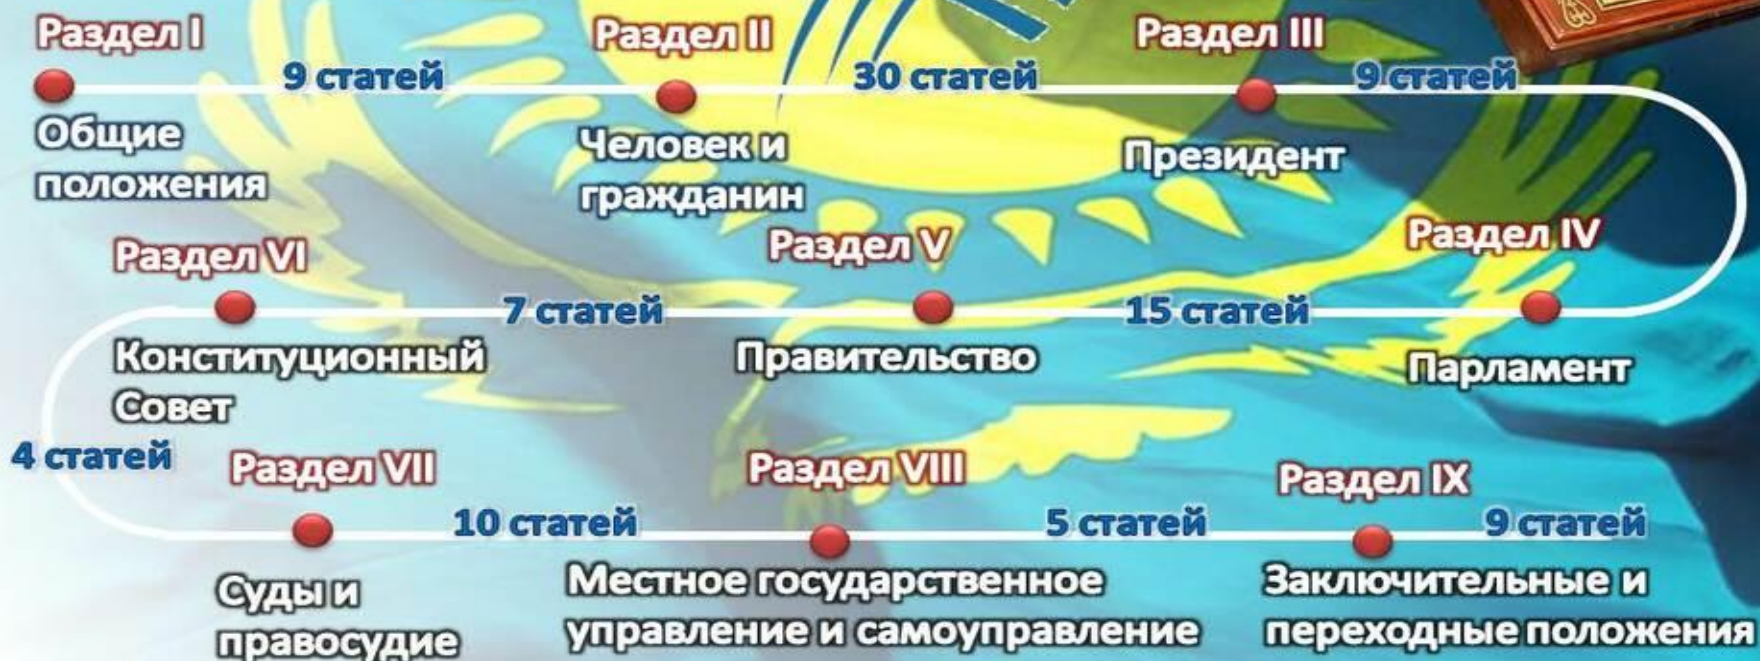 Раздел I
9 статей
Раздел II
30 статей
Раздел III
9 статей
Общие
положения
Человек и
гражданин
Президент
Раздел IV
15 статей
Раздел V
7 статей
Раздел VI
Парламент
Правительство
Конституционный
Совет
4 статей
Раздел VII
10 статей
Раздел VIII
5 статей
Раздел IX
9 статей
Суды и
правосудие
Местное государственное
управление и самоуправление
Заключительные и
переходные положения